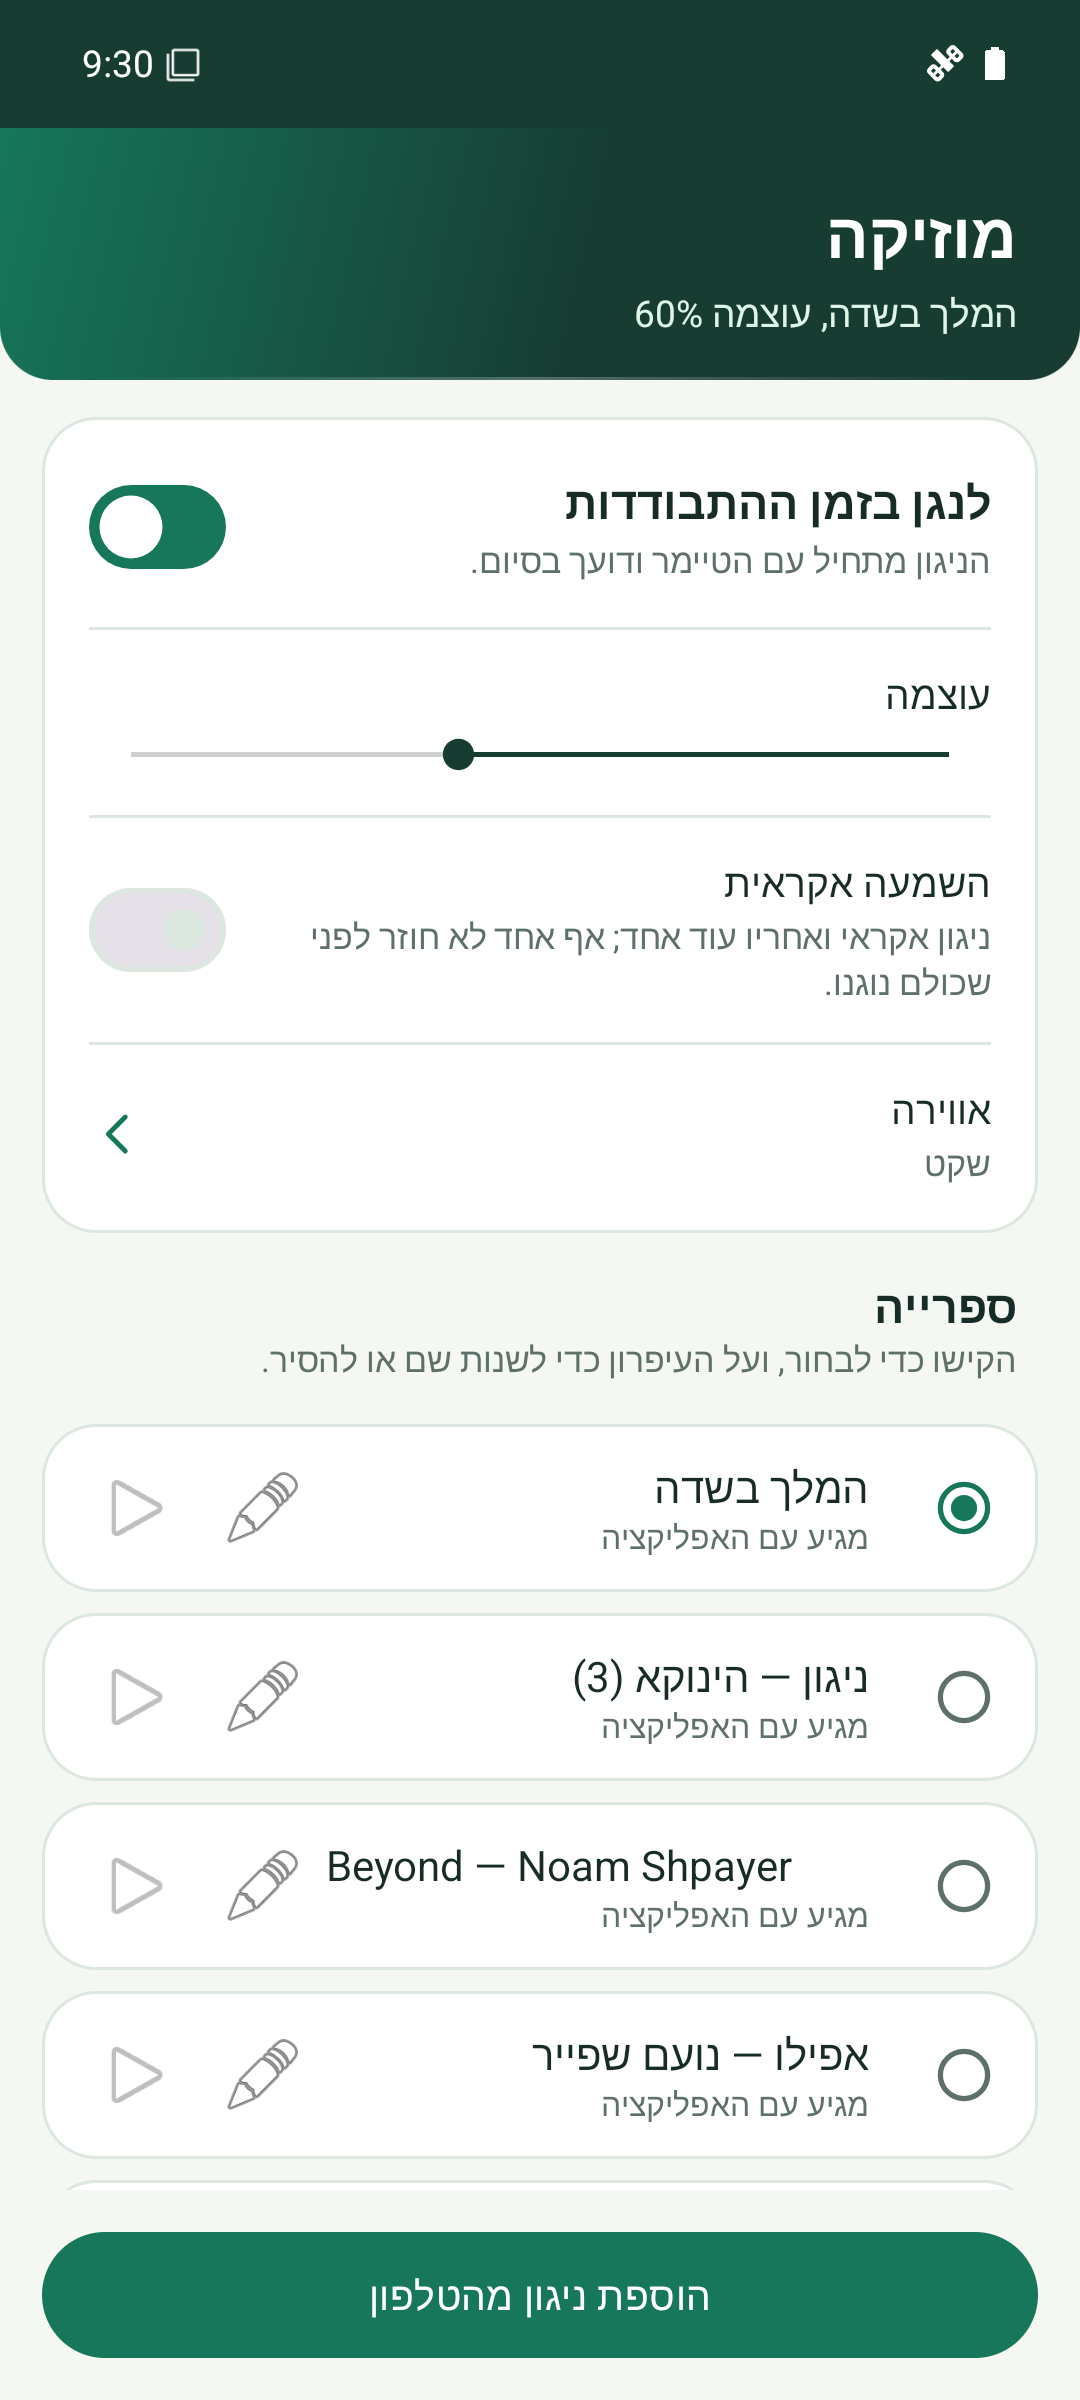 9:30
מוזיקה
המלך בשדה, עוצמה 60%
לנגן בזמן ההתבודדות
הניגון מתחיל עם הטיימר ודועך בסיום.
עוצמה
השמעה אקראית
ניגון אקראי ואחריו עוד אחד; אף אחד לא חוזר לפני
שכולם נוגנו.
אווירה
שקט
ספרייה
הקישו כדי לבחור, ועל העיפרון כדי לשנות שם או להסיר.
המלך בשדה
מגיע עם האפליקציה
ניגון – הינוקא (3)
מגיע עם האפליקציה
Beyond – Noam Shpayer
מגיע עם האפליקציה
אפילו – נועם שפייר
מגיע עם האפליקציה
הוספת ניגון מהטלפון